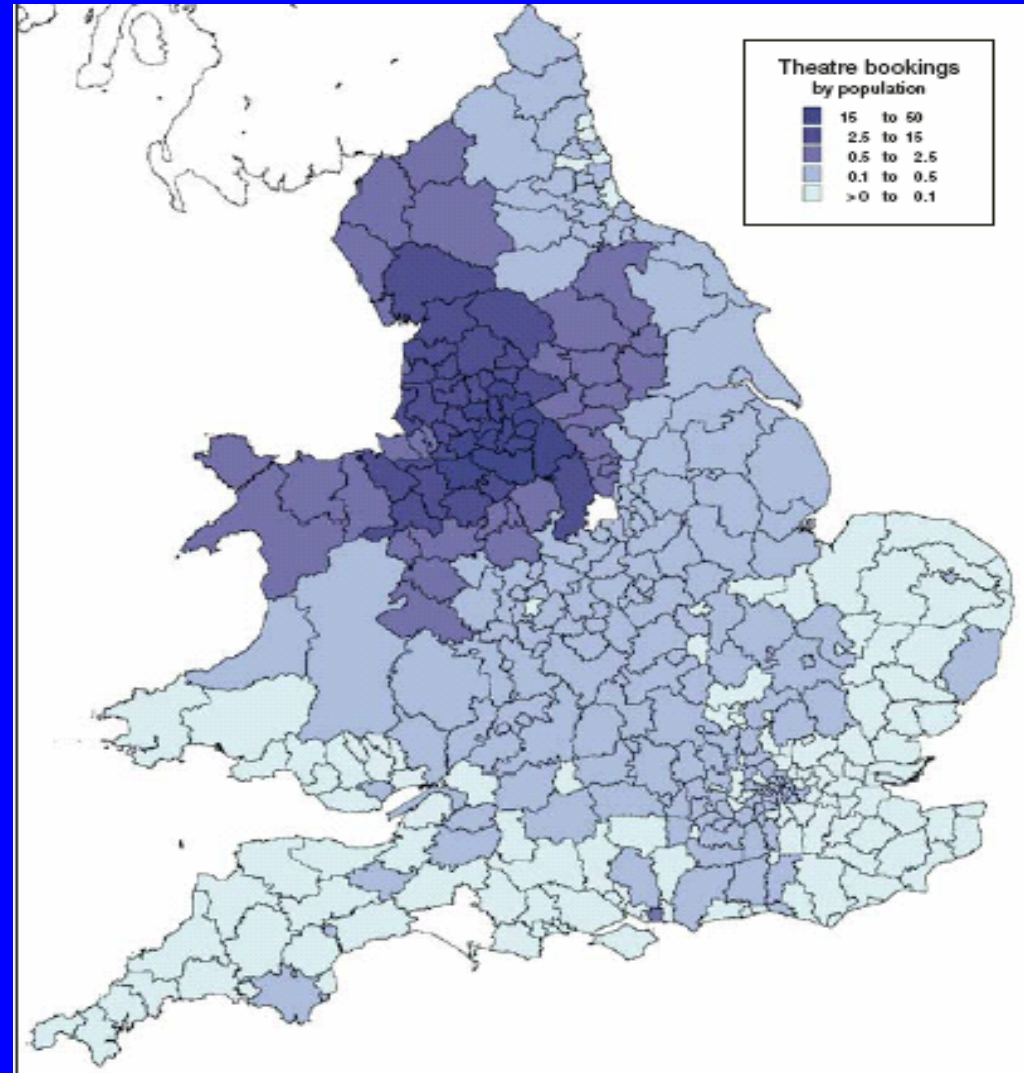 Theatre bookings
by population
15 to 50
2.5 to 15
0.5 to 2.5
0.1 to 0.5
>0 to 0.1